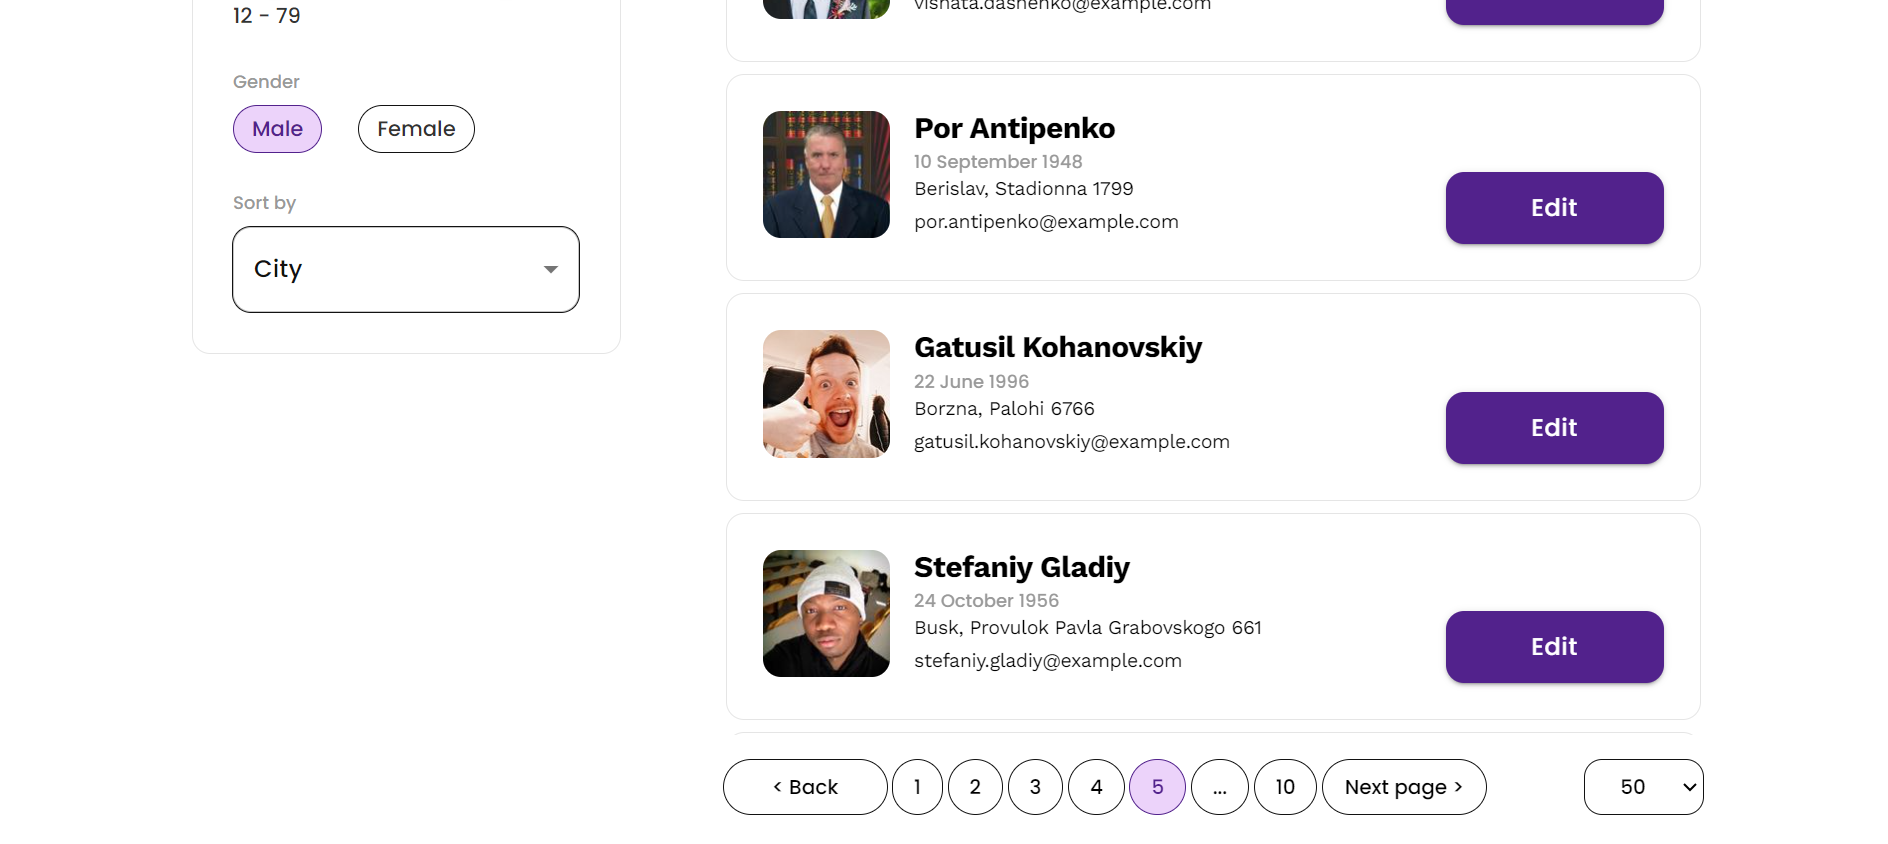 12 - 79
Gender
Male
Female
Sort by
City
vishata.dashenko@example.com
Por Antipenko
10 September 1948
Berislav, Stadionna 1799
por.antipenko@example.com
Edit
Gatusil Kohanovskiy
22 June 1996
Borzna, Palohi 6766
gatusil.kohanovskiy@example.com
Edit
Stefaniy Gladiy
24 October 1956
Busk, Provulok Pavla Grabovskogo 661
stefaniy.gladiy@example.com
Edit
< Back 1 2 3 4 5 ... 10 Next page > 50